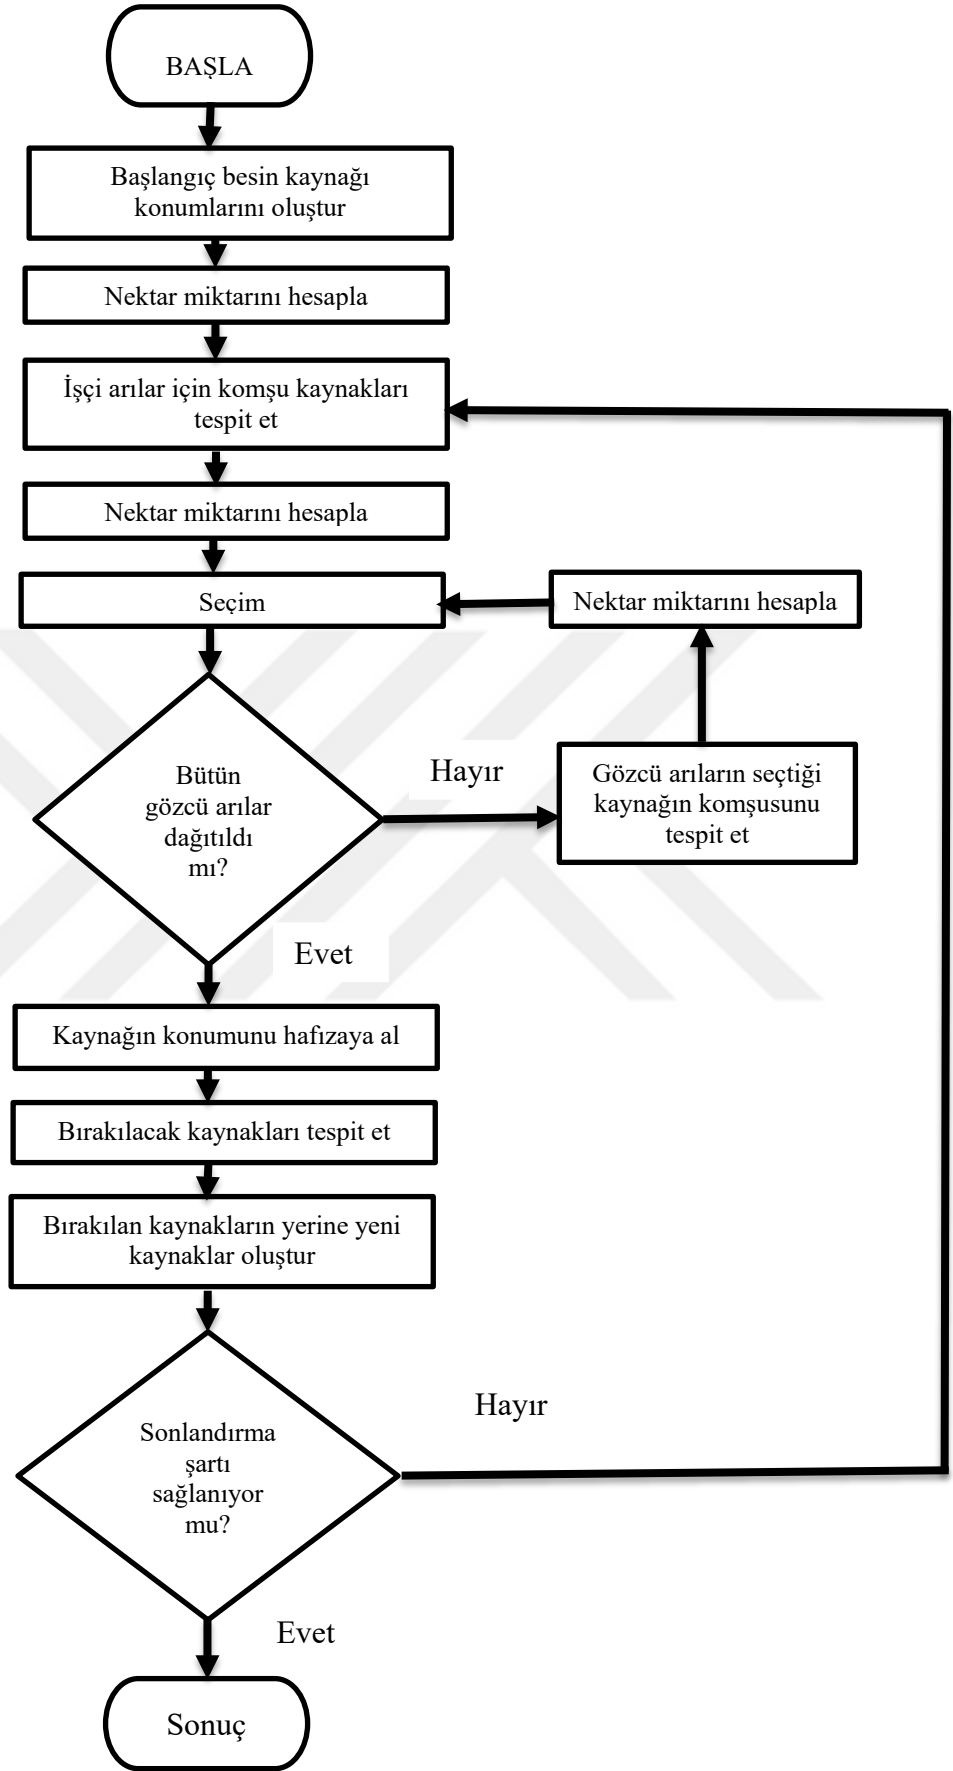 BAŞLA
Başlangıç besin kaynağı
konumlarını oluştur
Nektar miktarını hesapla
İşçi arılar için komşu kaynakları
tespit et
Nektar miktarını hesapla
Seçim
Nektar miktarını hesapla
Bütün
gözcü arılar
dağıtıldı
mı?
Hayır
Gözcü arıların seçtiği
kaynağın komşusunu
tespit et
Evet
Kaynağın konumunu hafızaya al
Bırakılacak kaynakları tespit et
Bırakılan kaynakların yerine yeni
kaynaklar oluştur
Sonlandırma
şartı
sağlanıyor
mu?
Hayır
Evet
Sonuç